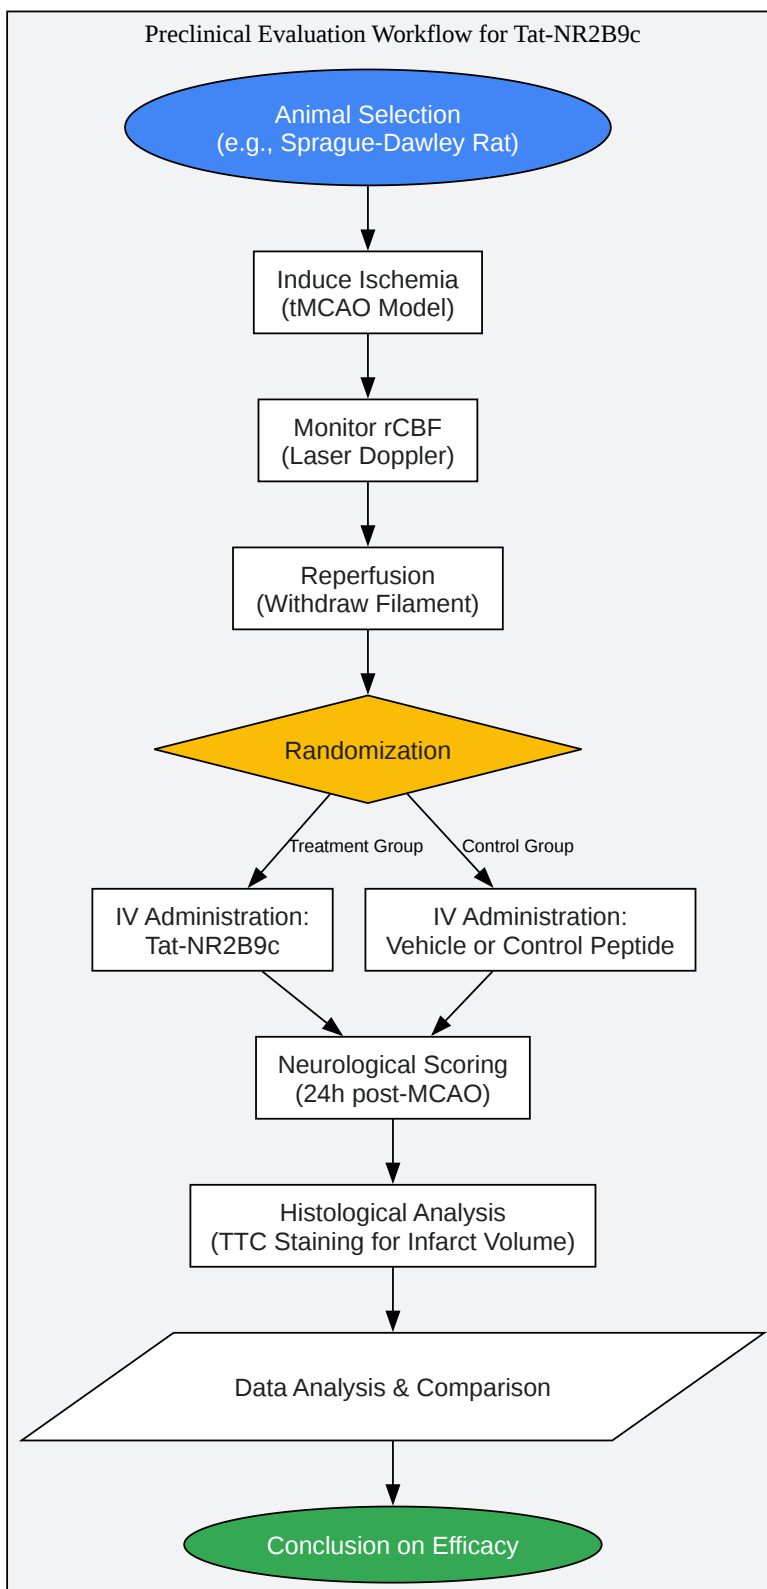 Preclinical Evaluation Workflow for Tat-NR2B9c
Animal Selection
(e.g., Sprague-Dawley Rat)
Induce Ischemia
(tMCAO Model)
Monitor rCBF
(Laser Doppler)
Reperfusion
(Withdraw Filament)
Randomization
Treatment Group
Control Group
IV Administration:
Tat-NR2B9c
IV Administration:
Vehicle or Control Peptide
Neurological Scoring
(24h post-MCAO)
Histological Analysis
(TTC Staining for Infarct Volume)
Data Analysis & Comparison
Conclusion on Efficacy